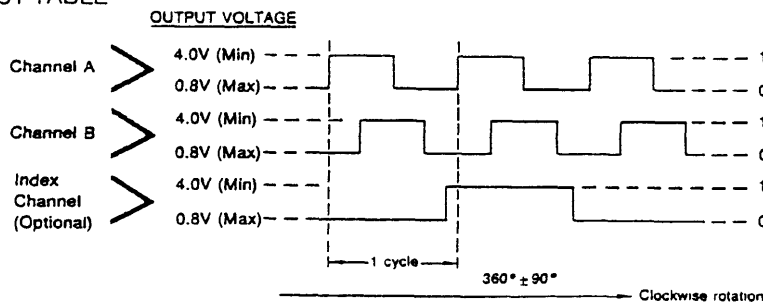 OUTPUT VOLTAGE
Channel A
4.0V (Min)
0.8V (Max)
1
0
Channel B
4.0V (Min)
0.8V (Max)
1
0
Index
Channel
(Optional)
4.0V (Min)
0.8V (Max)
1
0
1 cycle
360° ± 90°
Clockwise rotation